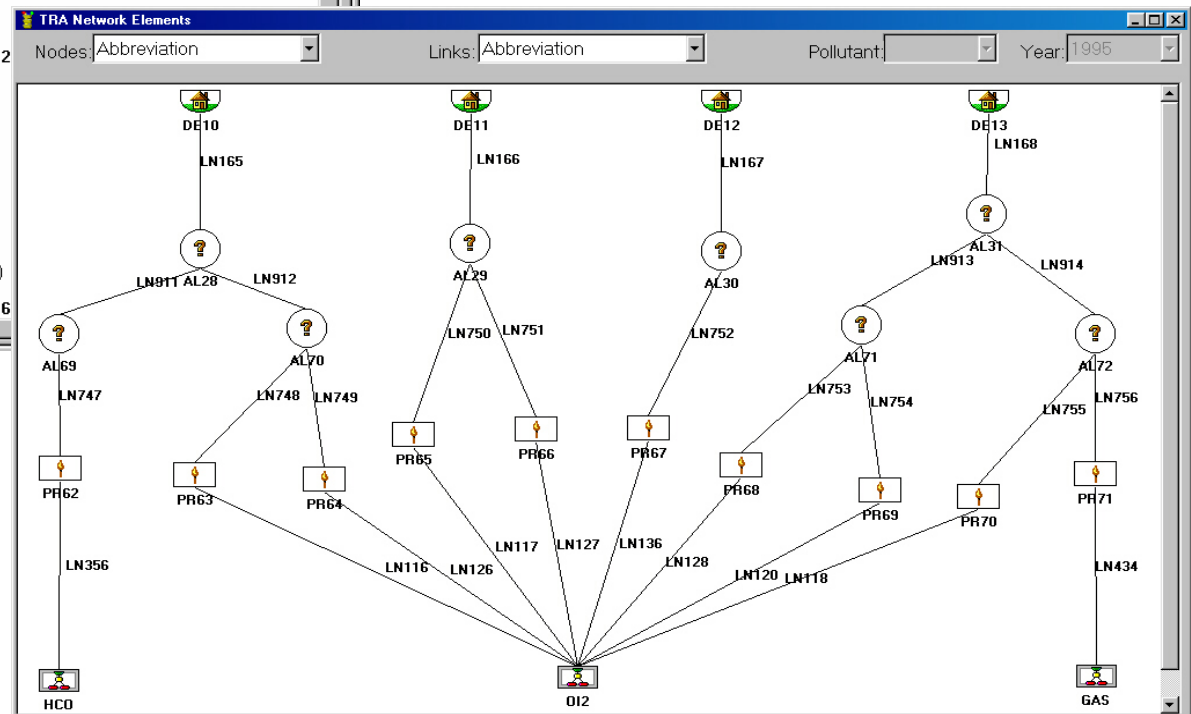 TRA Network Elements
2 Nodes: Abbreviation Links: Abbreviation Pollutant: Year: 1995
DE10 DE11 DE12 DE13
LN165 LN166 LN167 LN168
AL28 AL29 AL30 AL31
LN911 LN912 LN913 LN914
)
6
AL69 AL70 AL71 AL72
LN750 LN751 LN752
LN747 LN748 LN749 LN753 LN754 LN755 LN756
PR65 PR66 PR67
PR62 PR63 PR64 PR68 PR69 PR70 PR71
LN117 LN127 LN136
LN356 LN116 LN126 LN128 LN120 LN118 LN434
HCO OI2 GAS